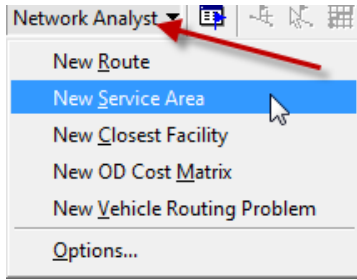 Network Analyst
New Route
New Service Area
New Closest Facility
New OD Cost Matrix
New Vehicle Routing Problem
Options...